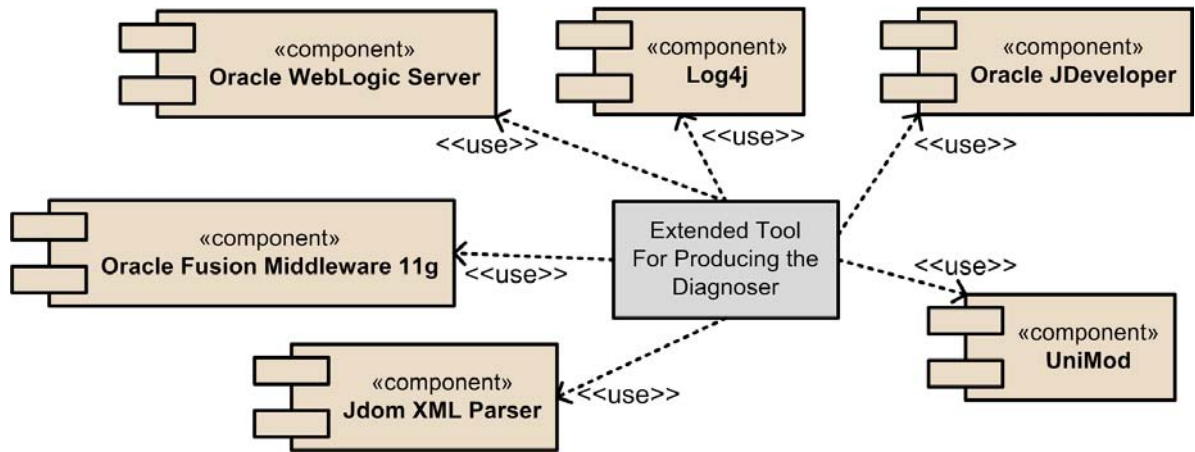 «component»
Oracle WebLogic Server
«component»
Log4j
«component»
Oracle JDeveloper
<<use>>
<<use>>
<<use>>
«component»
Oracle Fusion Middleware 11g
<<use>>
Extended Tool
For Producing the
Diagnoser
<<use>>
«component»
UniMod
«component»
Jdom XML Parser
<<use>>